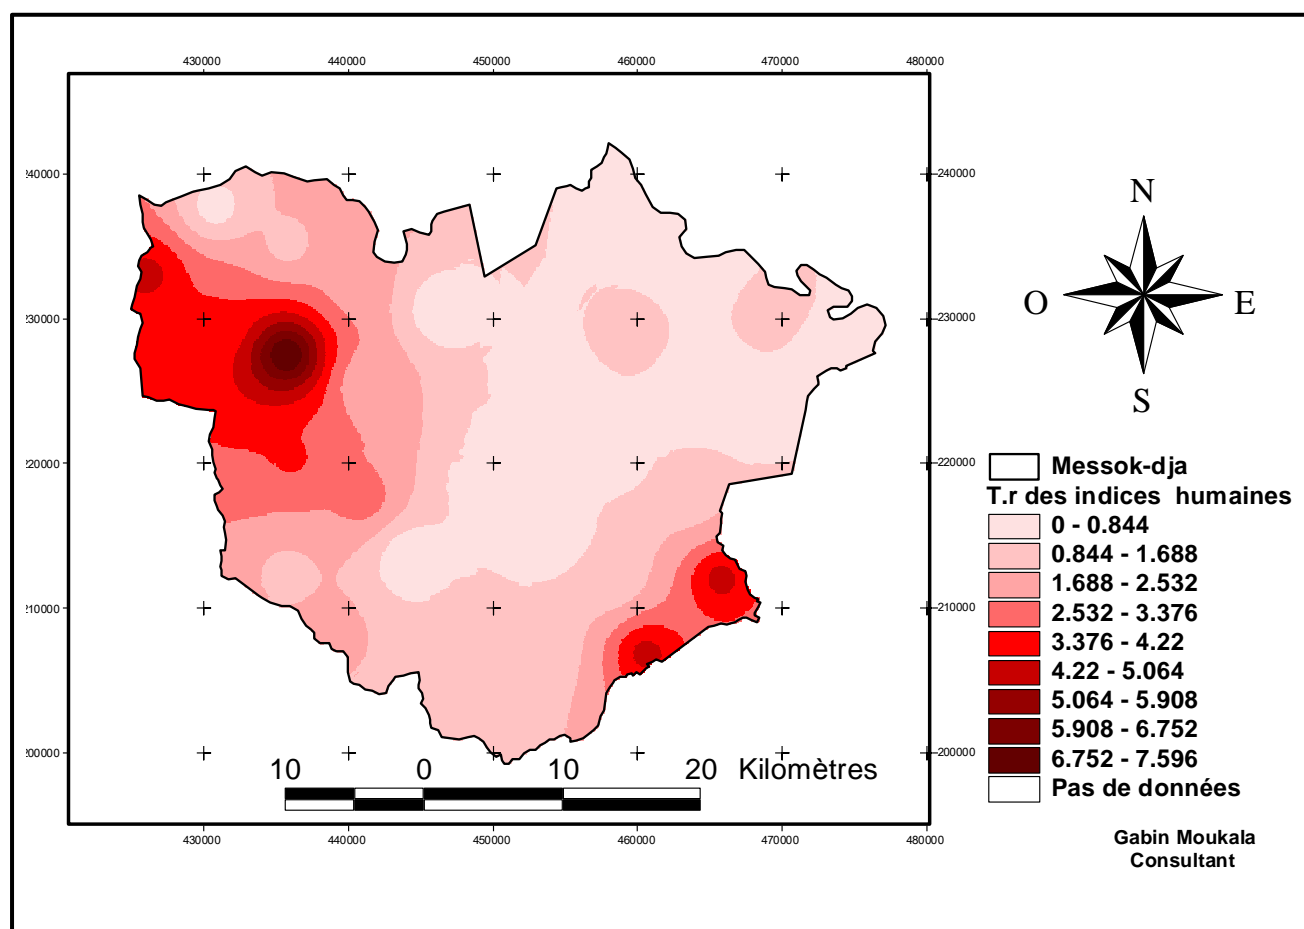 430000 440000 450000 460000 470000 480000
240000 240000
230000 230000
220000 220000
210000 210000
200000 200000
10 0 10 20 Kilomètres
430000 440000 450000 460000 470000 480000
N
O E
S
Messok-dja
T.r des indices humaines
0 - 0.844
0.844 - 1.688
1.688 - 2.532
2.532 - 3.376
3.376 - 4.22
4.22 - 5.064
5.064 - 5.908
5.908 - 6.752
6.752 - 7.596
Pas de données
Gabin Moukala
Consultant